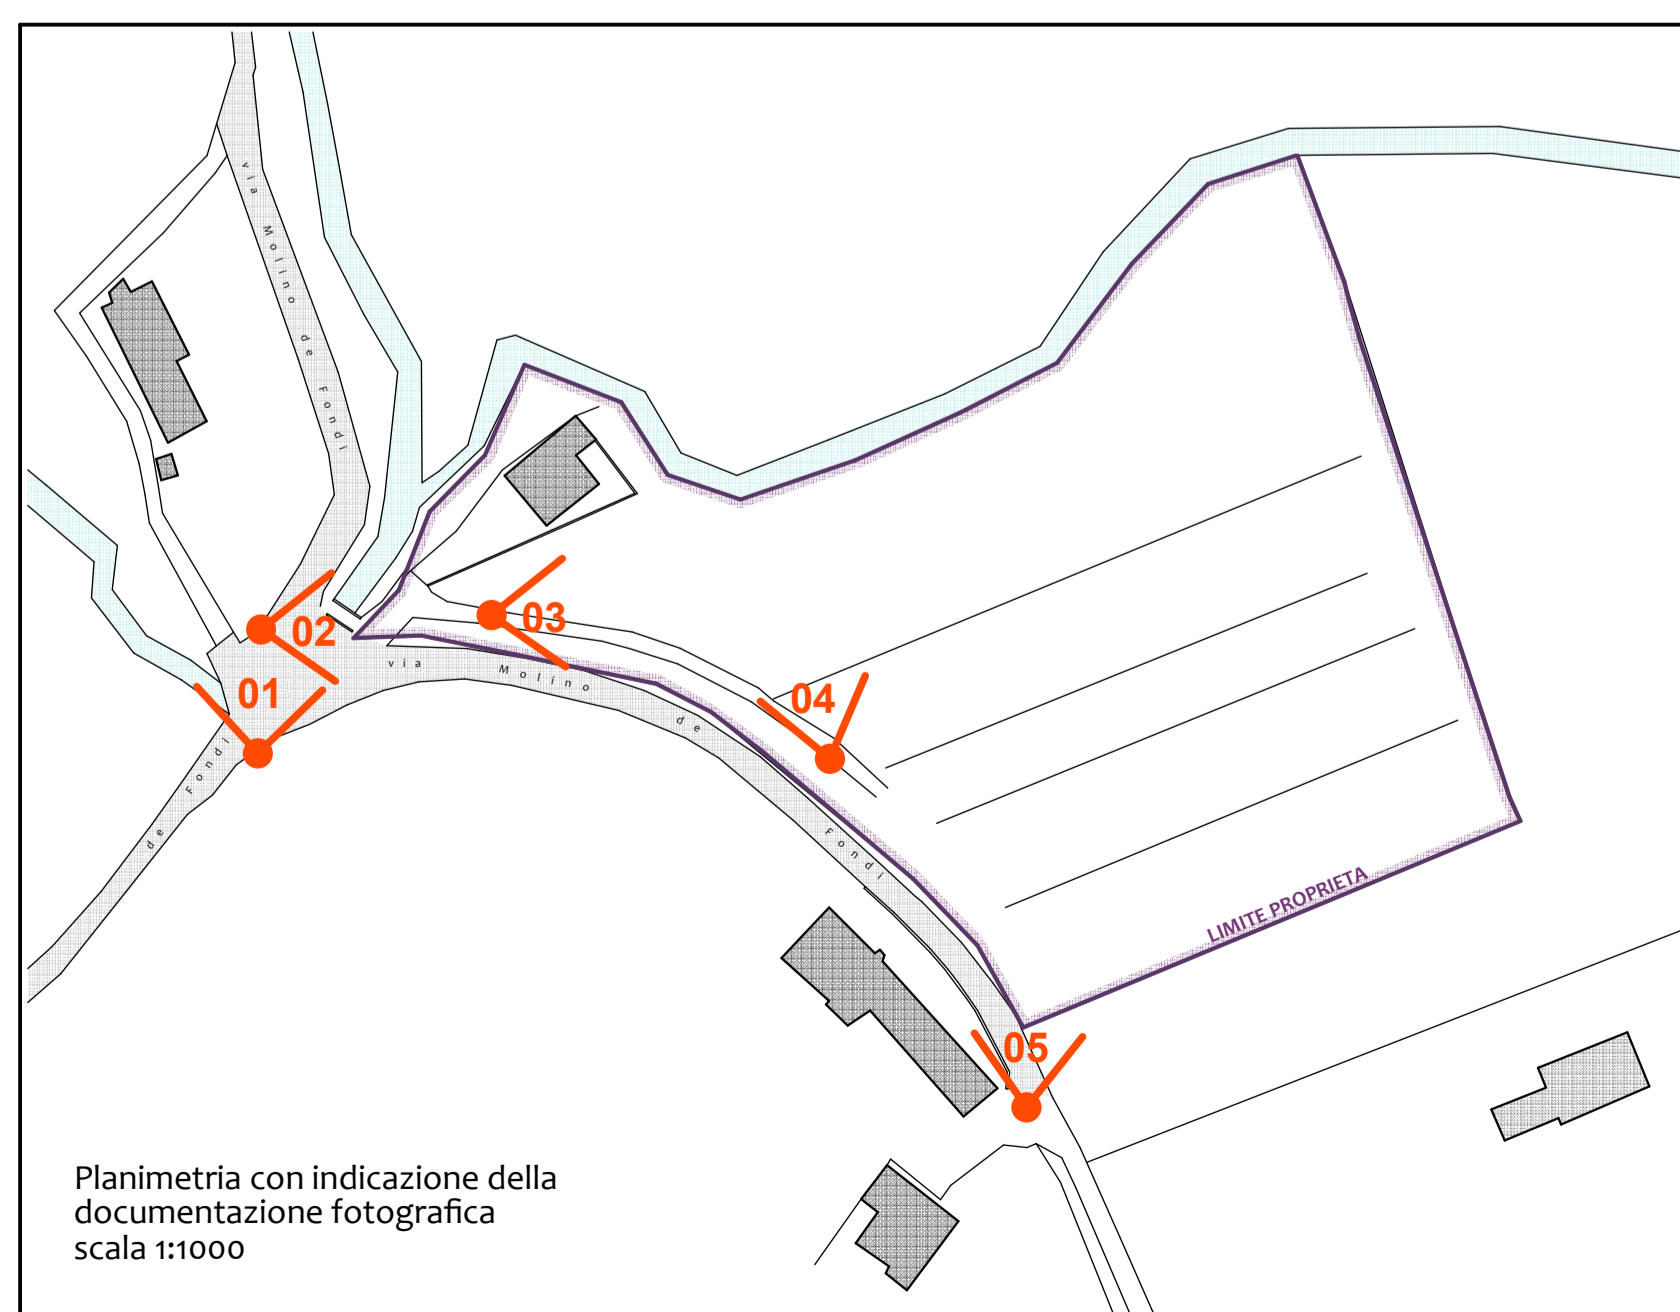 via Molino de Fondi
02
03
01
via Molino de Fondi
04
de Fondi
LIMITE PROPRIETA
05
Planimetria con indicazione della
documentazione fotografica
scala 1:1000